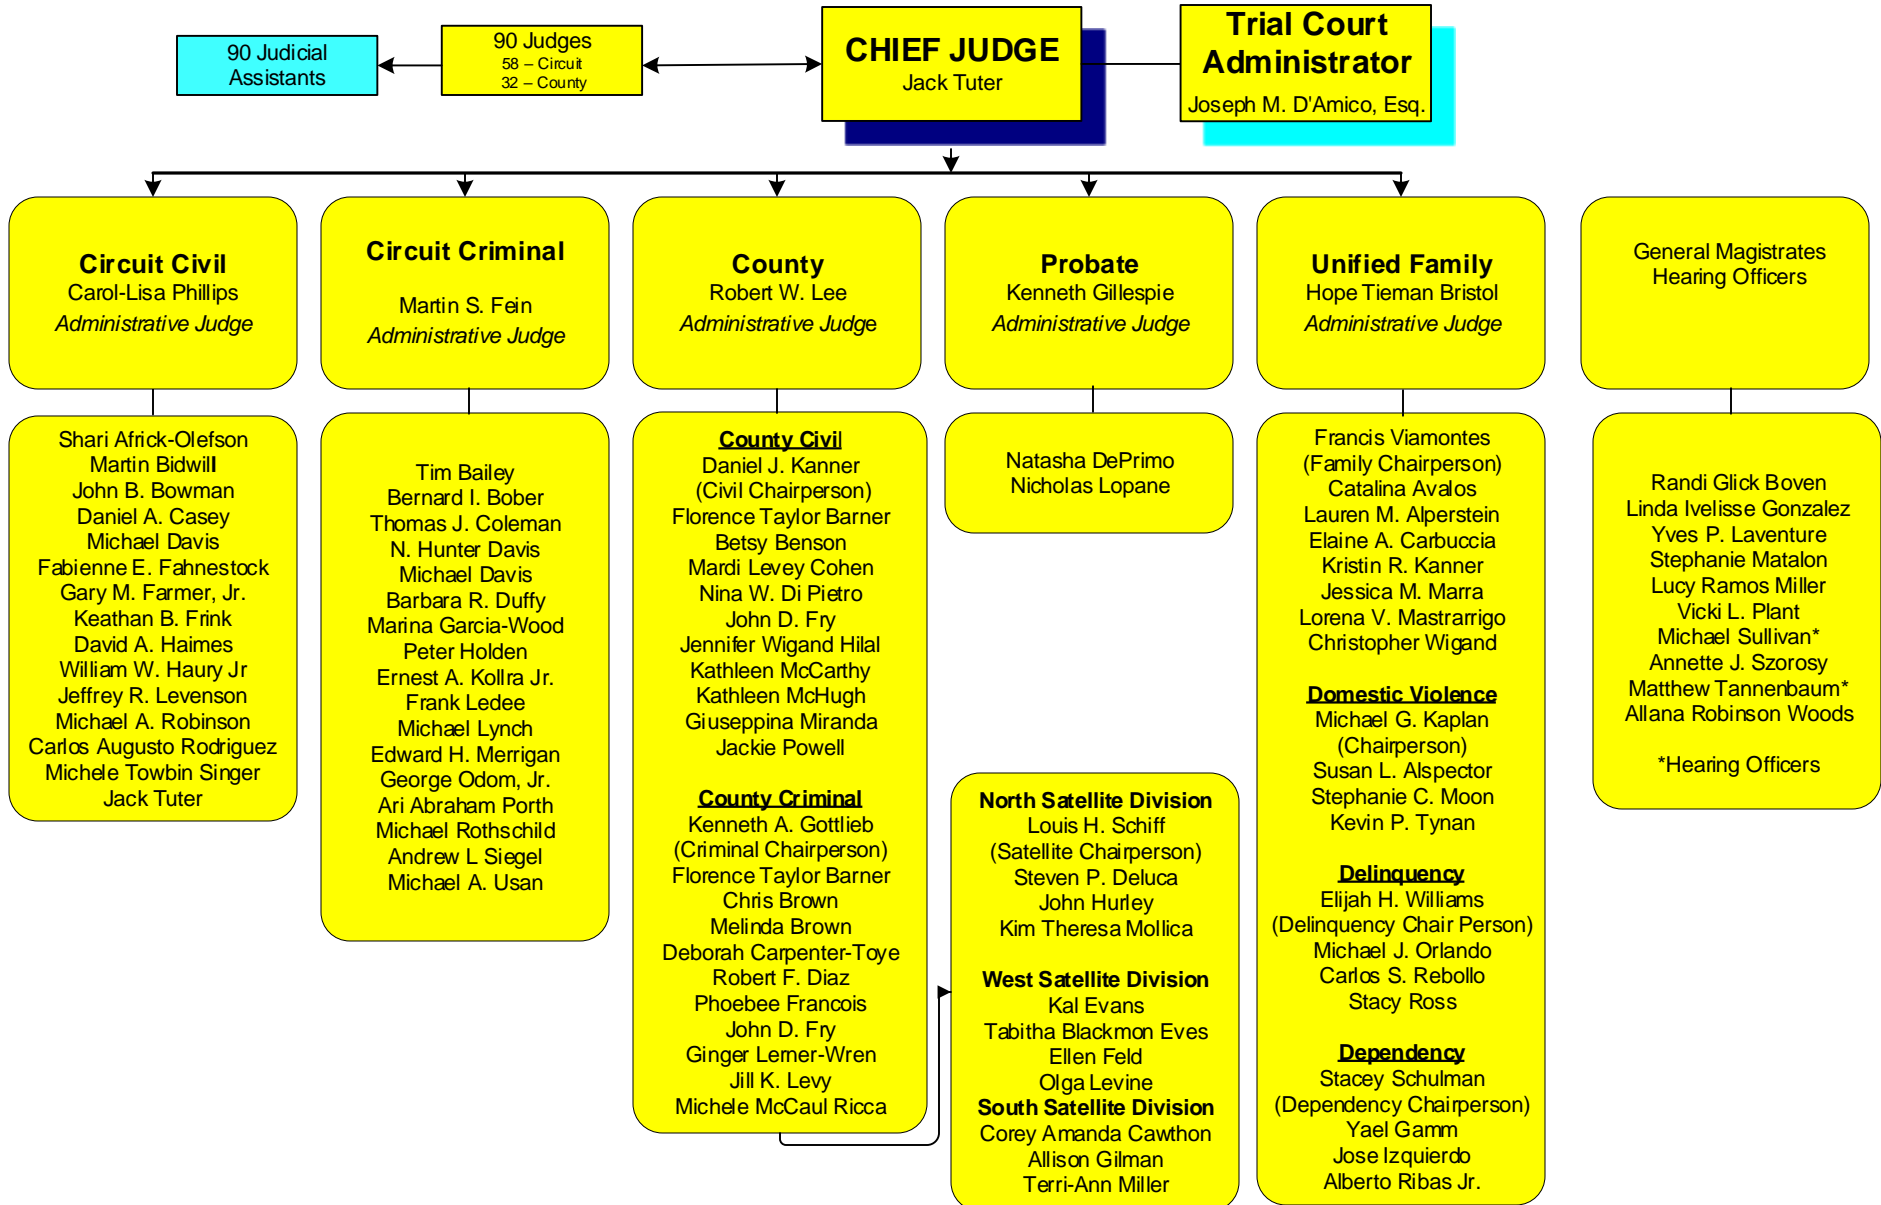 90 Judicial
Assistants
90 Judges
58 – Circuit
32 – County
CHIEF JUDGE
Jack Tuter
Trial Court
Administrator
Joseph M. D'Amico, Esq.
Circuit Civil
Carol-Lisa Phillips
Administrative Judge
Circuit Criminal
Martin S. Fein
Administrative Judge
County
Robert W. Lee
Administrative Judge
Probate
Kenneth Gillespie
Administrative Judge
Unified Family
Hope Tieman Bristol
Administrative Judge
General Magistrates
Hearing Officers
Shari Africk-Olefson
Martin Bidwill
John B. Bowman
Daniel A. Casey
Michael Davis
Fabienne E. Fahnestock
Gary M. Farmer, Jr.
Keathan B. Frink
David A. Haimes
William W. Haury Jr
Jeffrey R. Levenson
Michael A. Robinson
Carlos Augusto Rodriguez
Michele Towbin Singer
Jack Tuter
Tim Bailey
Bernard I. Bober
Thomas J. Coleman
N. Hunter Davis
Michael Davis
Barbara R. Duffy
Marina Garcia-Wood
Peter Holden
Ernest A. Kollra Jr.
Frank Ledee
Michael Lynch
Edward H. Merrigan
George Odom, Jr.
Ari Abraham Porth
Michael Rothschild
Andrew L Siegel
Michael A. Usan
County Civil
Daniel J. Kanner
(Civil Chairperson)
Florence Taylor Barner
Betsy Benson
Mardi Levey Cohen
Nina W. Di Pietro
John D. Fry
Jennifer Wigand Hilal
Kathleen McCarthy
Kathleen McHugh
Giuseppina Miranda
Jackie Powell
County Criminal
Kenneth A. Gottlieb
(Criminal Chairperson)
Florence Taylor Barner
Chris Brown
Melinda Brown
Deborah Carpenter-Toye
Robert F. Diaz
Phoebee Francois
John D. Fry
Ginger Lerner-Wren
Jill K. Levy
Michele McCaul Ricca
Natasha DePrimo
Nicholas Lopane
North Satellite Division
Louis H. Schiff
(Satellite Chairperson)
Steven P. Deluca
John Hurley
Kim Theresa Mollica
West Satellite Division
Kal Evans
Tabitha Blackmon Eves
Ellen Feld
Olga Levine
South Satellite Division
Corey Amanda Cawthon
Allison Gilman
Terri-Ann Miller
Francis Viamontes
(Family Chairperson)
Catalina Avalos
Lauren M. Alperstein
Elaine A. Carbuccia
Kristin R. Kanner
Jessica M. Marra
Lorena V. Mastrarrigo
Christopher Wigand
Domestic Violence
Michael G. Kaplan
(Chairperson)
Susan L. Alspector
Stephanie C. Moon
Kevin P. Tynan
Delinquency
Elijah H. Williams
(Delinquency Chair Person)
Michael J. Orlando
Carlos S. Rebollo
Stacy Ross
Dependency
Stacey Schulman
(Dependency Chairperson)
Yael Gamm
Jose Izquierdo
Alberto Ribas Jr.
Randi Glick Boven
Linda Ivelisse Gonzalez
Yves P. Laventure
Stephanie Matalon
Lucy Ramos Miller
Vicki L. Plant
Michael Sullivan*
Annette J. Szorosy
Matthew Tannenbaum*
Allana Robinson Woods
*Hearing Officers